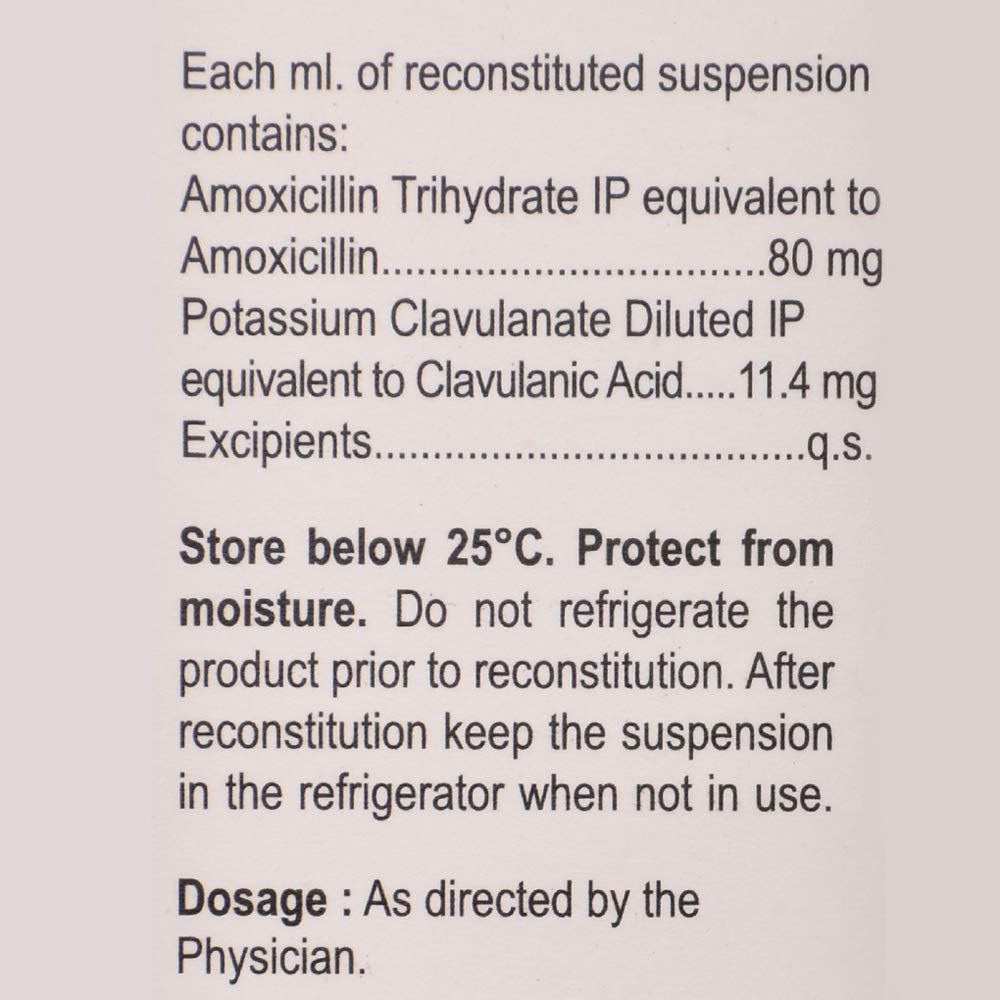 Each ml. of reconstituted suspension
contains:
Amoxicillin Trihydrate IP equivalent to
Amoxicillin.................................80 mg
Potassium Clavulanate Diluted IP
equivalent to Clavulanic Acid.....11.4 mg
Excipients.....................................q.s.
Store below 25°C. Protect from
moisture. Do not refrigerate the
product prior to reconstitution. After
reconstitution keep the suspension
in the refrigerator when not in use.
Dosage : As directed by the
Physician.